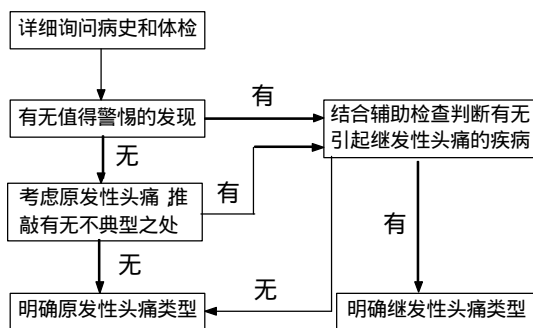 详细询问病史和体检
有无值得警惕的发现
有
结合辅助检查判断有无
引起继发性头痛的疾病
无
考虑原发性头痛,推
敲有无不典型之处
有
有
无
无
明确原发性头痛类型
明确继发性头痛类型